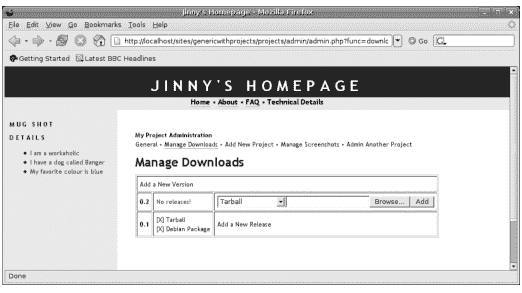 Jinny's Homepage - Mozilla Firefox
File Edit View Go Bookmarks Tools Help
http://localhost/sites/genericwithprojects/projects/admin/admin.php?func=downlc Go
Getting Started Latest BBC Headlines
JINNY'S HOMEPAGE
Home • About • FAQ • Technical Details
MUG SHOT
DETAILS
• I am a workaholic
• I have a dog called Banger
• My favorite colour is blue
My Project Administration
General • Manage Downloads • Add New Project • Manage Screenshots • Admin Another Project
Manage Downloads
Add a New Version
0.2 No releases! Tarball Browse... Add
0.1 [X] Tarball
[X] Debian Package Add a New Release
Done